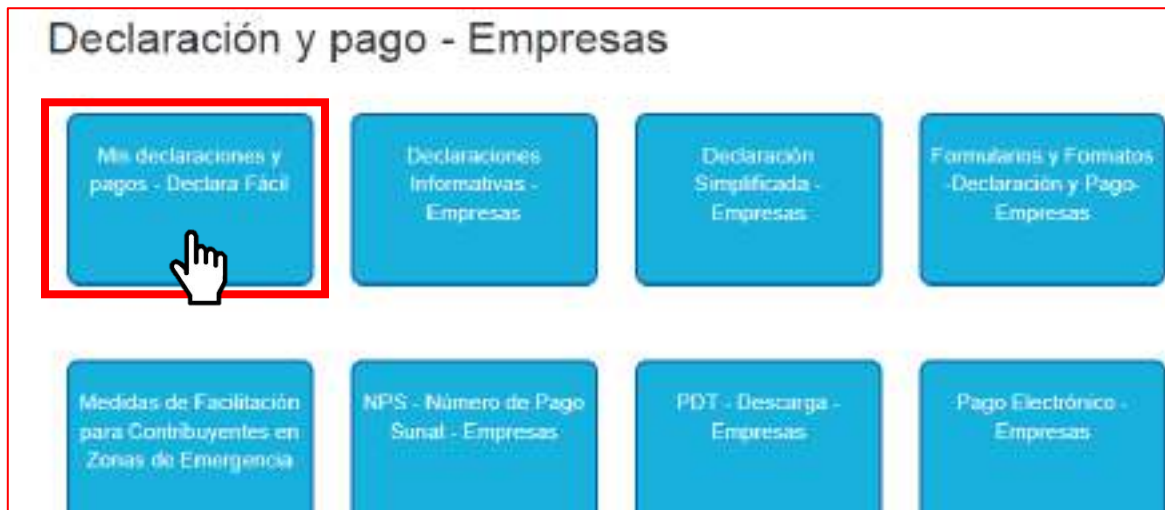 Declaración y pago - Empresas
Mis declaraciones y
pagos - Declara Fácil
Declaraciones
Informativas -
Empresas
Declaración
Simplificada -
Empresas
Formularios y Formatos
-Declaración y Pago-
Empresas
Medidas de Facilitación
para Contribuyentes en
Zonas de Emergencia
NPS - Número de Pago
Sunat - Empresas
PDT - Descarga -
Empresas
Pago Electrónico -
Empresas